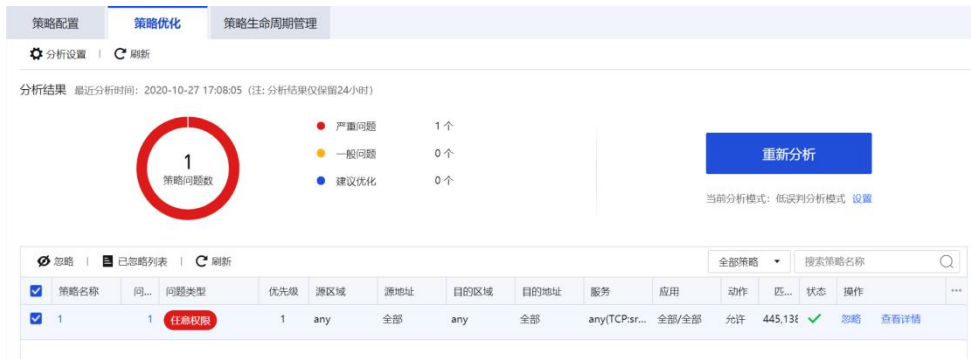 策略配置 策略优化 策略生命周期管理
分析设置 刷新
分析结果 最近分析时间：2020-10-27 17:08:05（注: 分析结果仅保留24小时）
1
策略问题数
严重问题 1 个
一般问题 0 个
建议优化 0 个
重新分析
当前分析模式：低误判分析模式 设置
忽略 已忽略列表 刷新 全部策略 搜索策略名称
策略名称 问... 问题类型 优先级 源区域 源地址 目的区域 目的地址 服务 应用 动作 匹... 状态 操作
1 1 任意权限 1 any 全部 any 全部 any(TCP:sr... 全部/全部 允许 445,138 忽略 查看详情